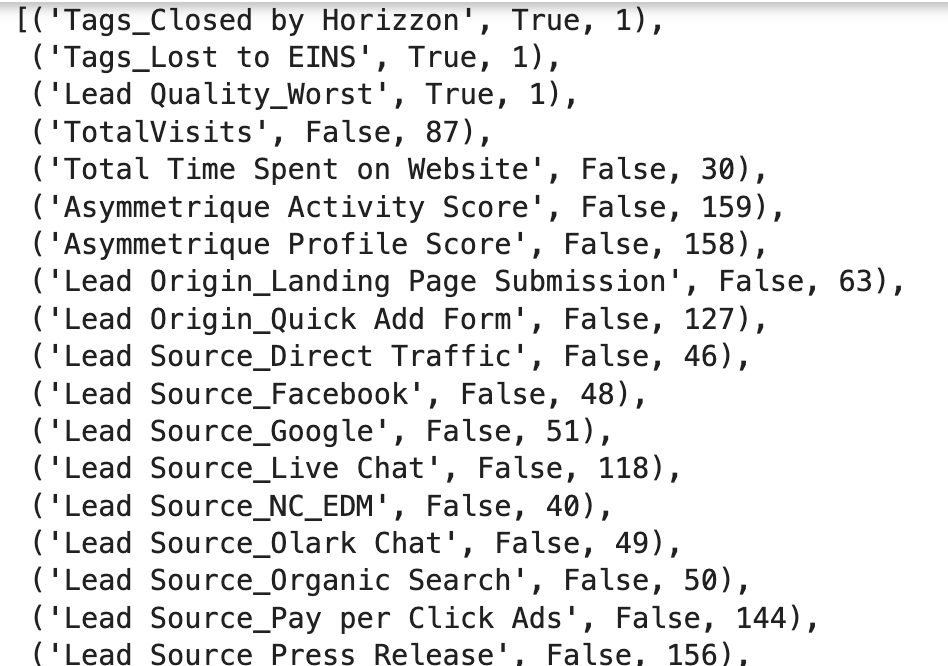 [('Tags_Closed by Horizzon', True, 1),
('Tags_Lost to EINS', True, 1),
('Lead Quality_Worst', True, 1),
('TotalVisits', False, 87),
('Total Time Spent on Website', False, 30),
('Asymmetrique Activity Score', False, 159),
('Asymmetrique Profile Score', False, 158),
('Lead Origin_Landing Page Submission', False, 63),
('Lead Origin_Quick Add Form', False, 127),
('Lead Source_Direct Traffic', False, 46),
('Lead Source_Facebook', False, 48),
('Lead Source_Google', False, 51),
('Lead Source_Live Chat', False, 118),
('Lead Source_NC_EDM', False, 40),
('Lead Source_Olark Chat', False, 49),
('Lead Source_Organic Search', False, 50),
('Lead Source_Pay per Click Ads', False, 144),
('Lead Source_Press Release', False, 156),